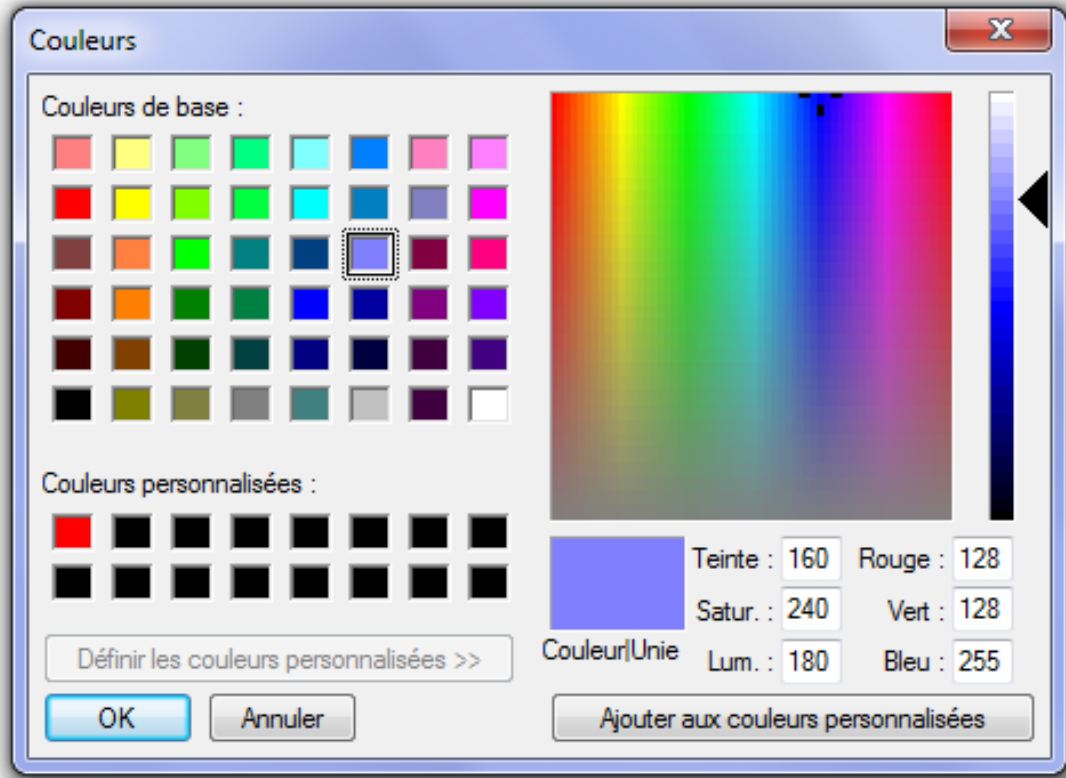 Couleurs
Couleurs de base :
Couleurs personnalisées :
Définir les couleurs personnalisées >>
OK Annuler
Teinte : 160 Rouge : 128
Satur. : 240 Vert : 128
Couleur|Unie Lum. : 180 Bleu : 255
Ajouter aux couleurs personnalisées